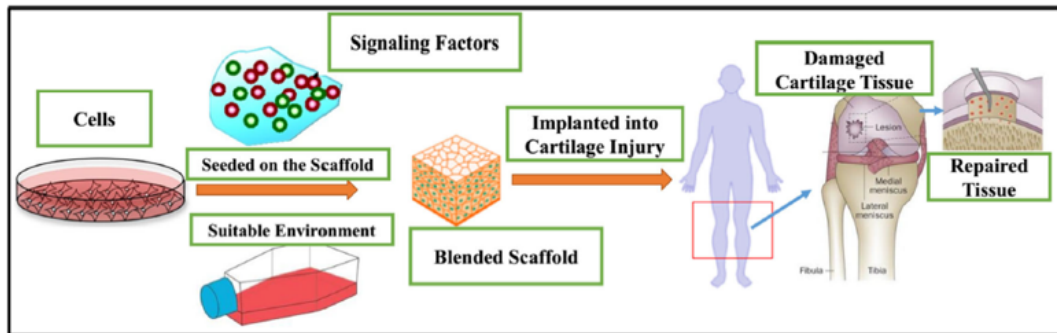 Signaling Factors
Cells
Seeded on the Scaffold
Suitable Environment
Blended Scaffold
Implanted into
Cartilage Injury
Damaged
Cartilage Tissue
Lesion
Medial
meniscus
Lateral
meniscus
Fibula
Tibia
Repaired
Tissue